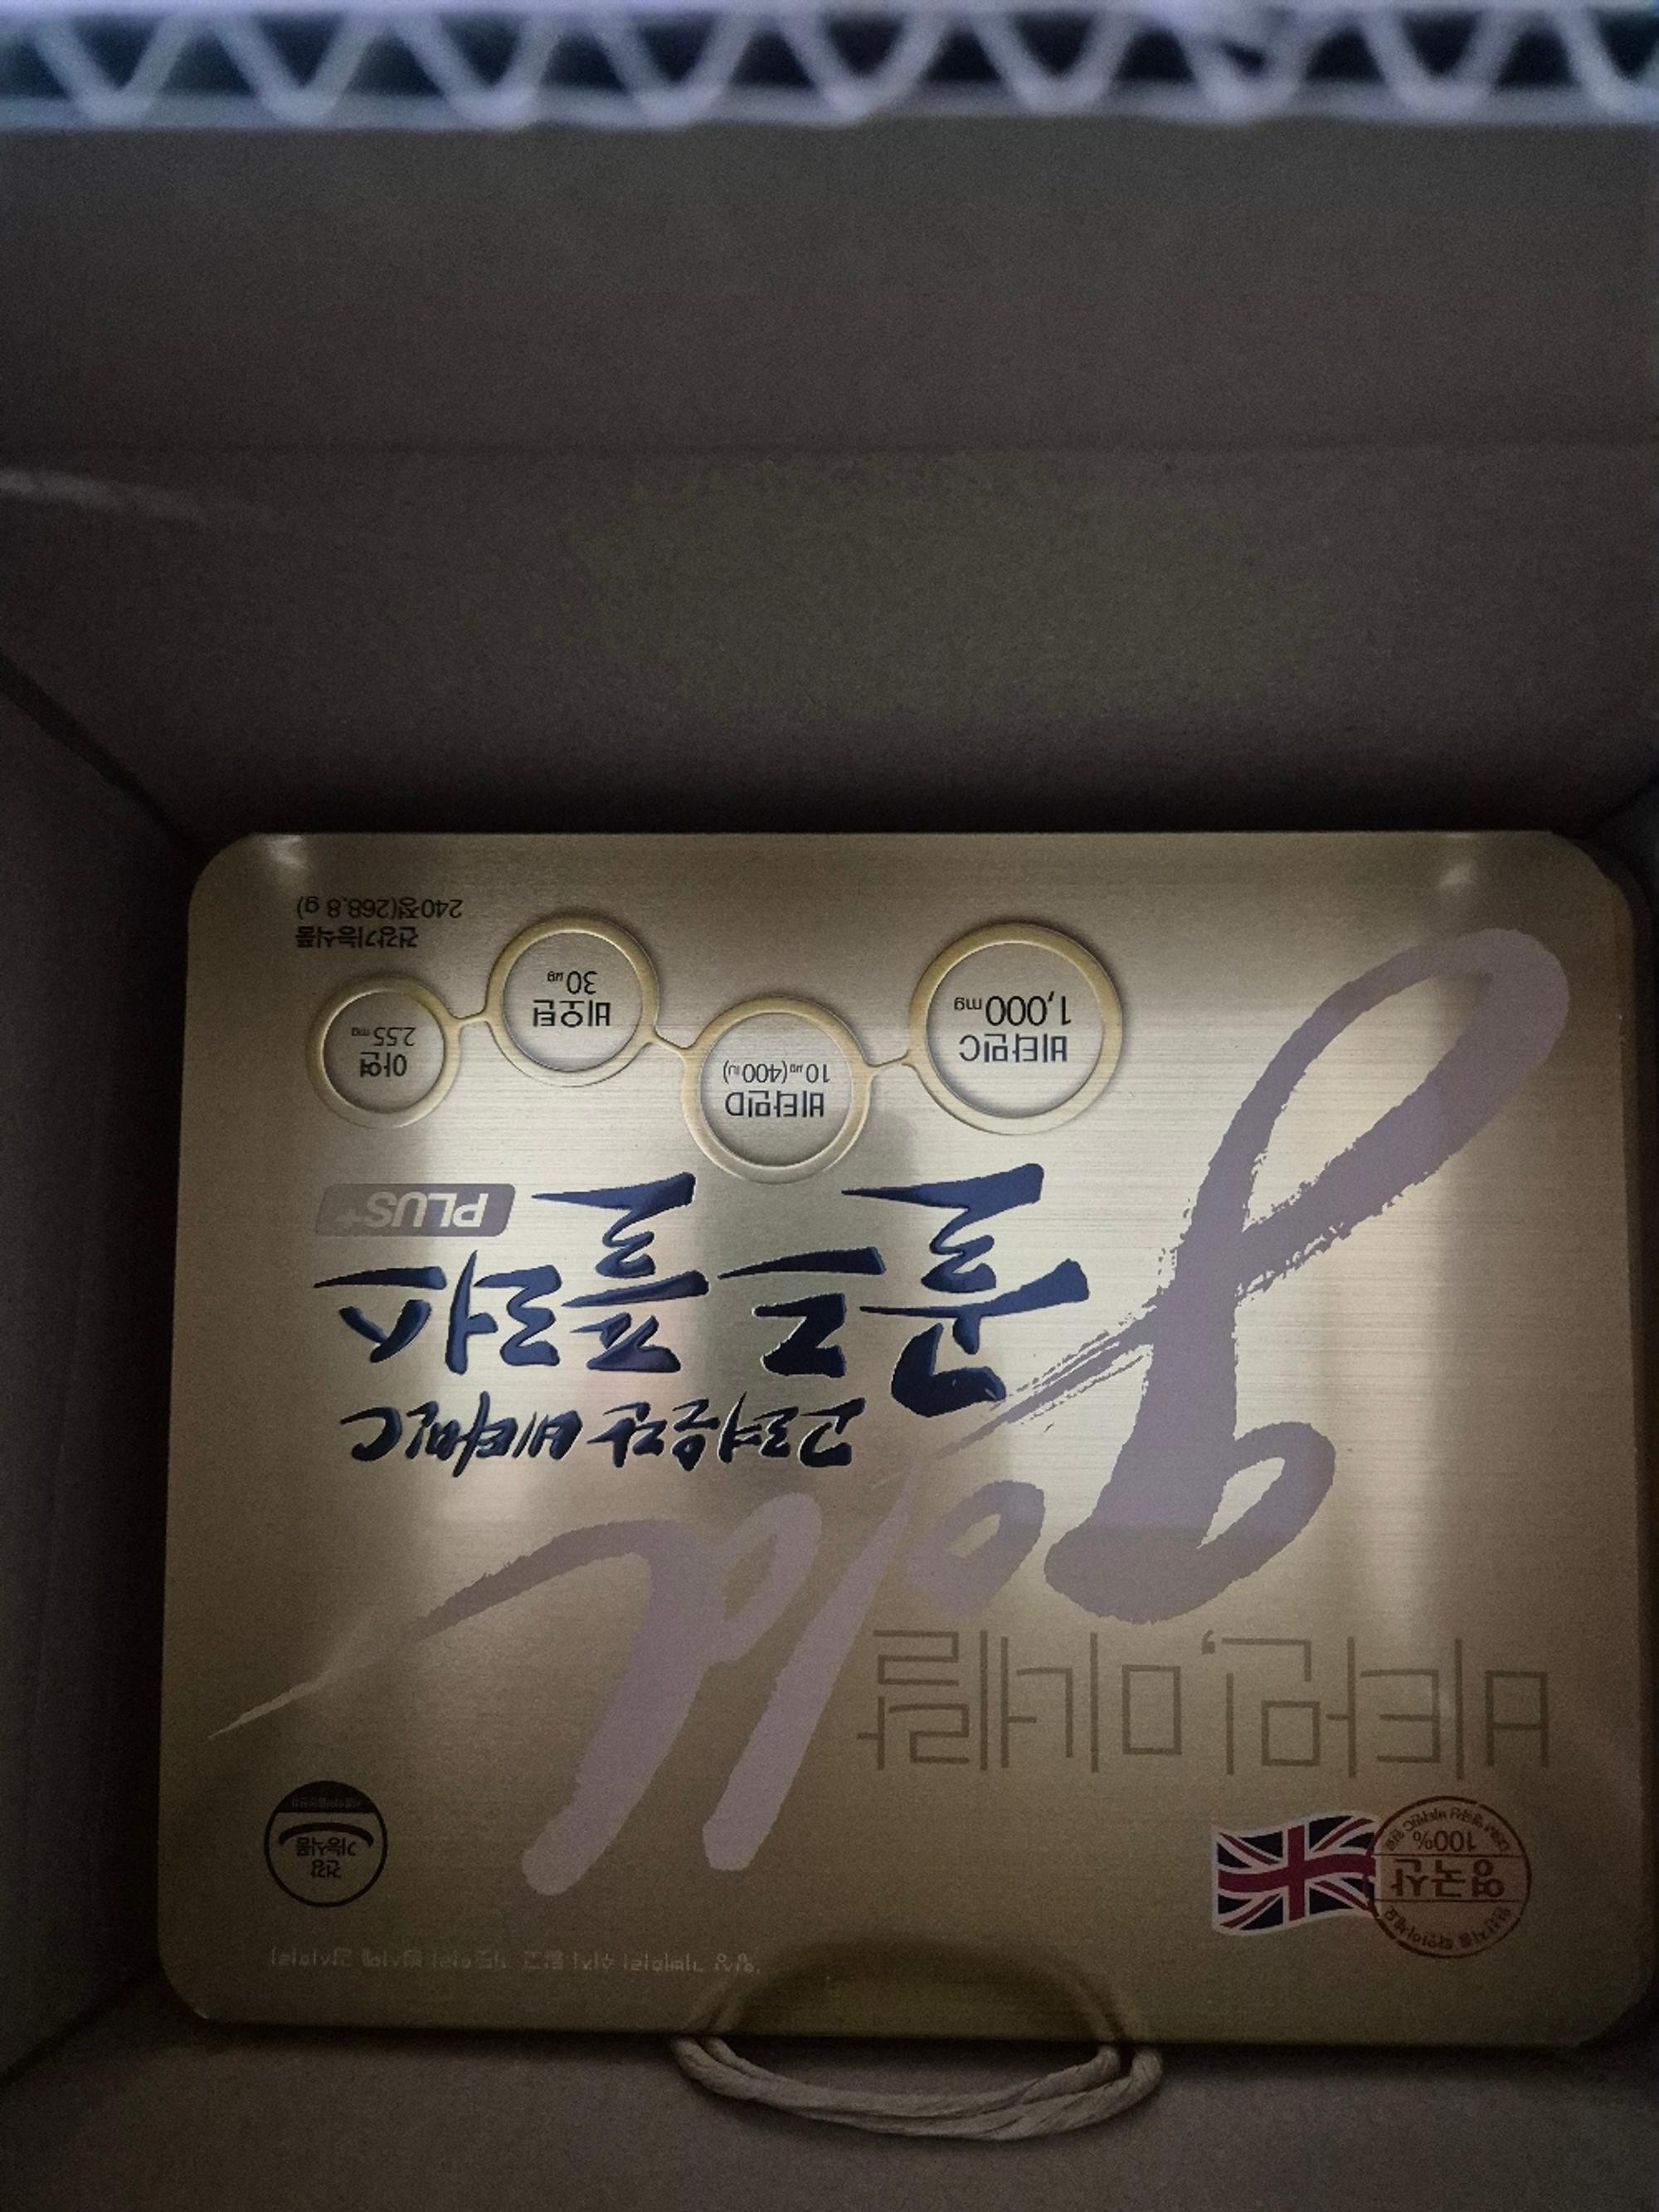 영국산
100%
건강
기능식품
비타민, 미네랄
gold
고려은단 비타민C
골드 플러스
PLUS+
비타민C
1,000mg
비타민D
10㎍(400IU)
비오틴
30㎍
아연
2.55mg
건강기능식품
240정(268.8 g)